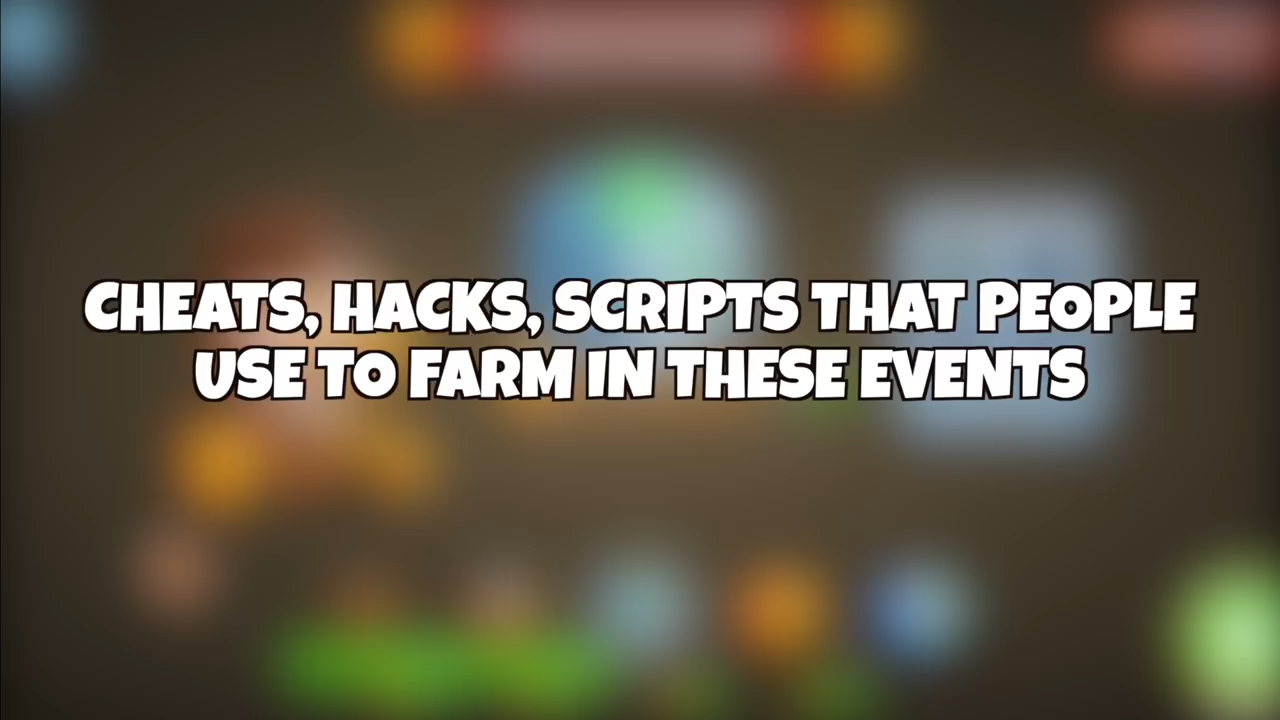 CHEATS, HACKS, SCRIPTS THAT PEOPLE
USE TO FARM IN THESE EVENTS